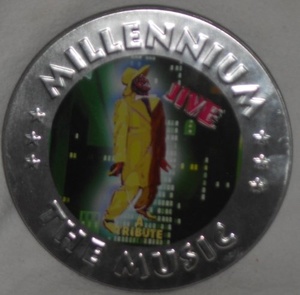 MILLENNIUM
JIVE
A
TRIBUTE
THE MUSIC